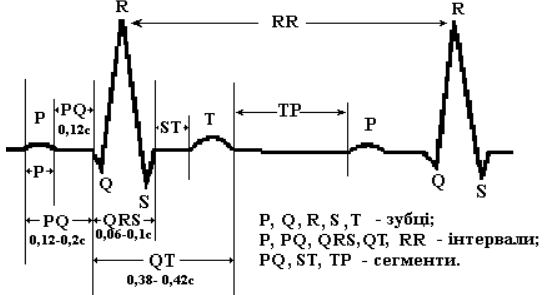 R
RR
R
P
PQ
0,12c
ST
T
TP
P
P
Q
S
Q
S
PQ
0,12-0,2c
QRS
0,06-0,1c
QT
0,38- 0,42c
P, Q, R, S, T - зубці;
P, PQ, QRS, QT, RR - інтервали;
PQ, ST, TP - сегменти.